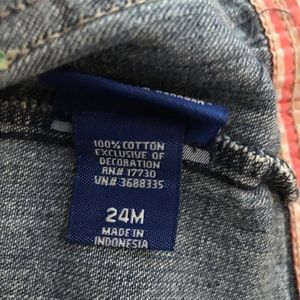 100% COTTON
EXCLUSIVE OF
DECORATION
RN# 17730
VN# 3688335
24M
MADE IN
INDONESIA